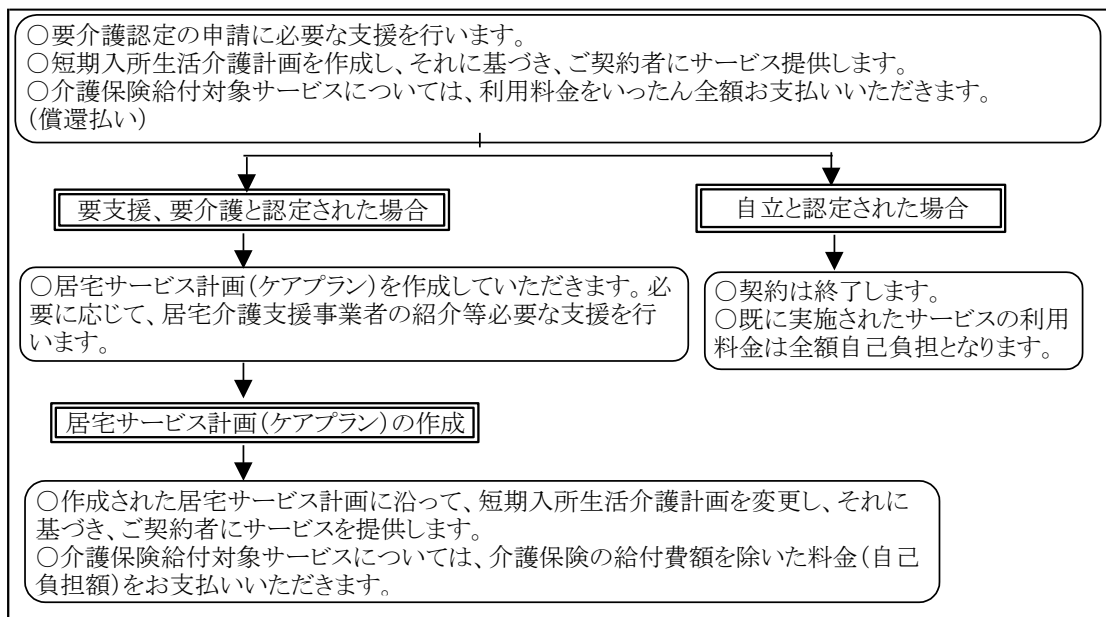 ○要介護認定の申請に必要な支援を行います。
○短期入所生活介護計画を作成し、それに基づき、ご契約者にサービス提供します。
○介護保険給付対象サービスについては、利用料金をいったん全額お支払いいただきます。
(償還払い)
要支援、要介護と認定された場合
自立と認定された場合
○居宅サービス計画(ケアプラン)を作成していただきます。必
要に応じて、居宅介護支援事業者の紹介等必要な支援を行
います。
○契約は終了します。
○既に実施されたサービスの利用
料金は全額自己負担となります。
居宅サービス計画(ケアプラン)の作成
○作成された居宅サービス計画に沿って、短期入所生活介護計画を変更し、それに
基づき、ご契約者にサービスを提供します。
○介護保険給付対象サービスについては、介護保険の給付費額を除いた料金(自己
負担額)をお支払いいただきます。